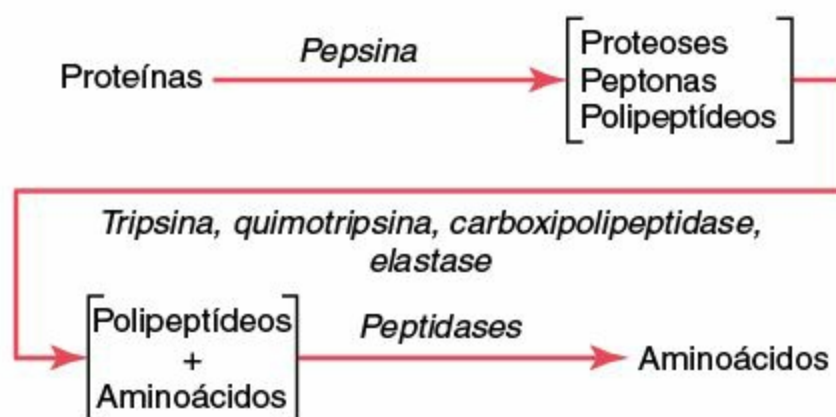 Proteínas
Pepsina
Proteoses
Peptonas
Polipeptídeos
Tripsina, quimotripsina, carboxipolipeptidase,
elastase
Polipeptídeos
+
Aminoácidos
Peptidases
Aminoácidos